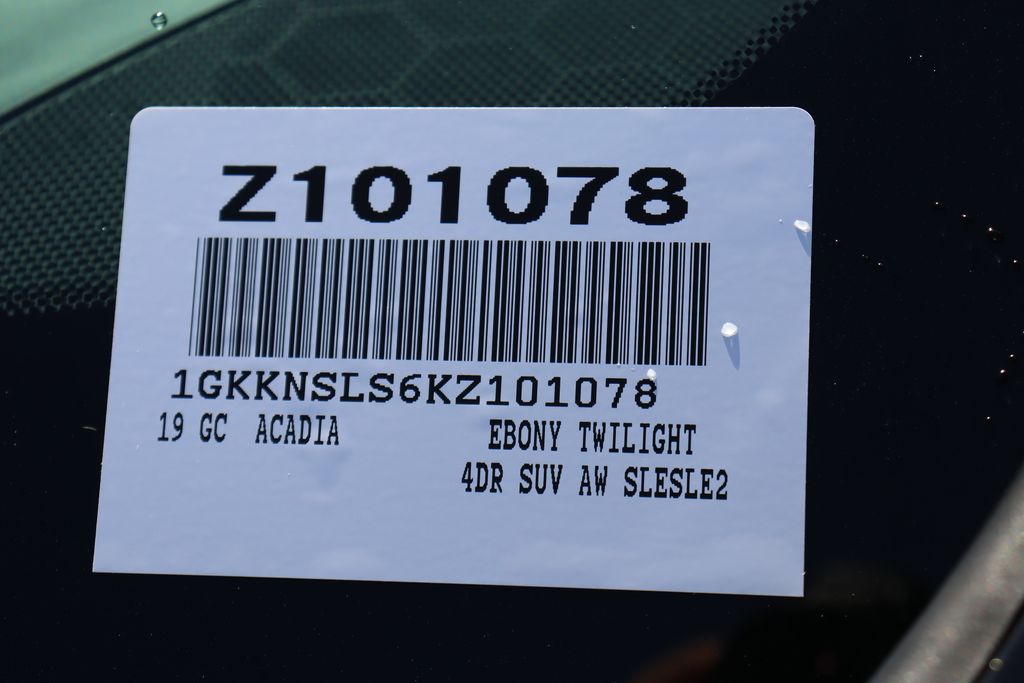 Z101078
1GKKNSLS6KZ101078
19 GC ACADIA EBONY TWILIGHT
4DR SUV AW SLESLE2